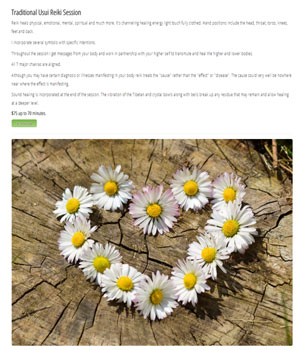 Traditional Usui Reiki Session
Reiki heals physical, emotional, mental, spiritual and much more. It's channeling healing energy, light touch fully clothed. Hand positions include the head, throat, torso, knees,
feet and back.
I incorporate several symbols with specific intentions.
Throughout the session I get messages from your body and work in partnership with your higher self to transmute and heal the higher and lower bodies.
All 7 major chakras are aligned.
Although you may have certain diagnosis or illnesses manifesting in your body reiki treats the "cause" rather than the "effect" or "disease". The cause could very well be nowhere
near where the effect is manifesting.
Sound healing is incorporated at the end of the session. The vibration of the Tibetan and crystal bowls along with bells break up any residue that may remain and allow healing
at a deeper level.
$75 up to 70 minutes.